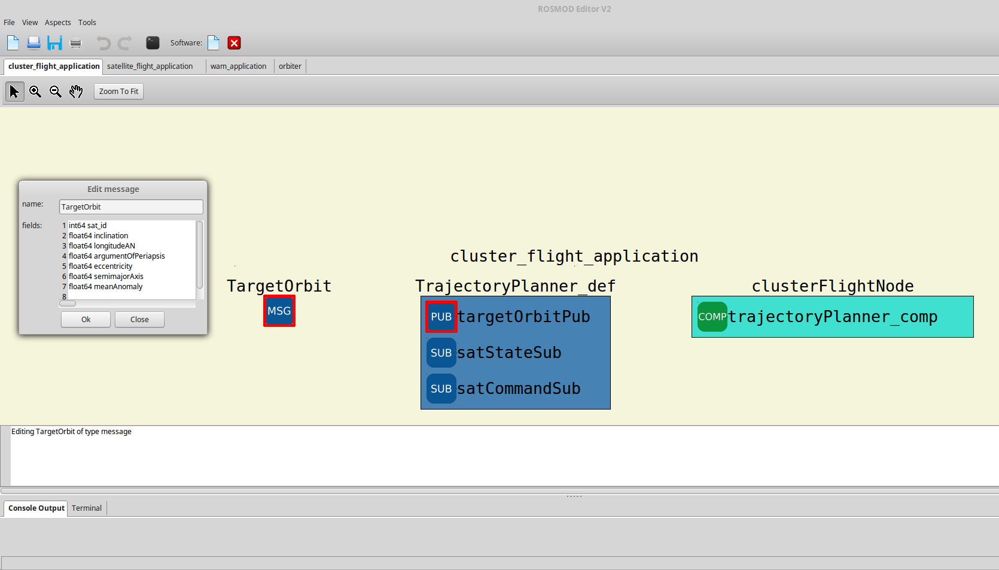 ROSMOD Editor V2
File View Aspects Tools
Software:
cluster_flight_application satellite_flight_application wam_application orbiter
Zoom To Fit
Edit message
name: TargetOrbit
fields: 1 int64 sat_id
2 float64 inclination
3 float64 longitudeAN
4 float64 argumentOfPeriapsis
5 float64 eccentricity
6 float64 semimajorAxis
7 float64 meanAnomaly
8
Ok Close
cluster_flight_application
TargetOrbit
MSG
TrajectoryPlanner_def
PUB targetOrbitPub
SUB satStateSub
SUB satCommandSub
clusterFlightNode
COMP trajectoryPlanner_comp
Editing TargetOrbit of type message
Console Output Terminal